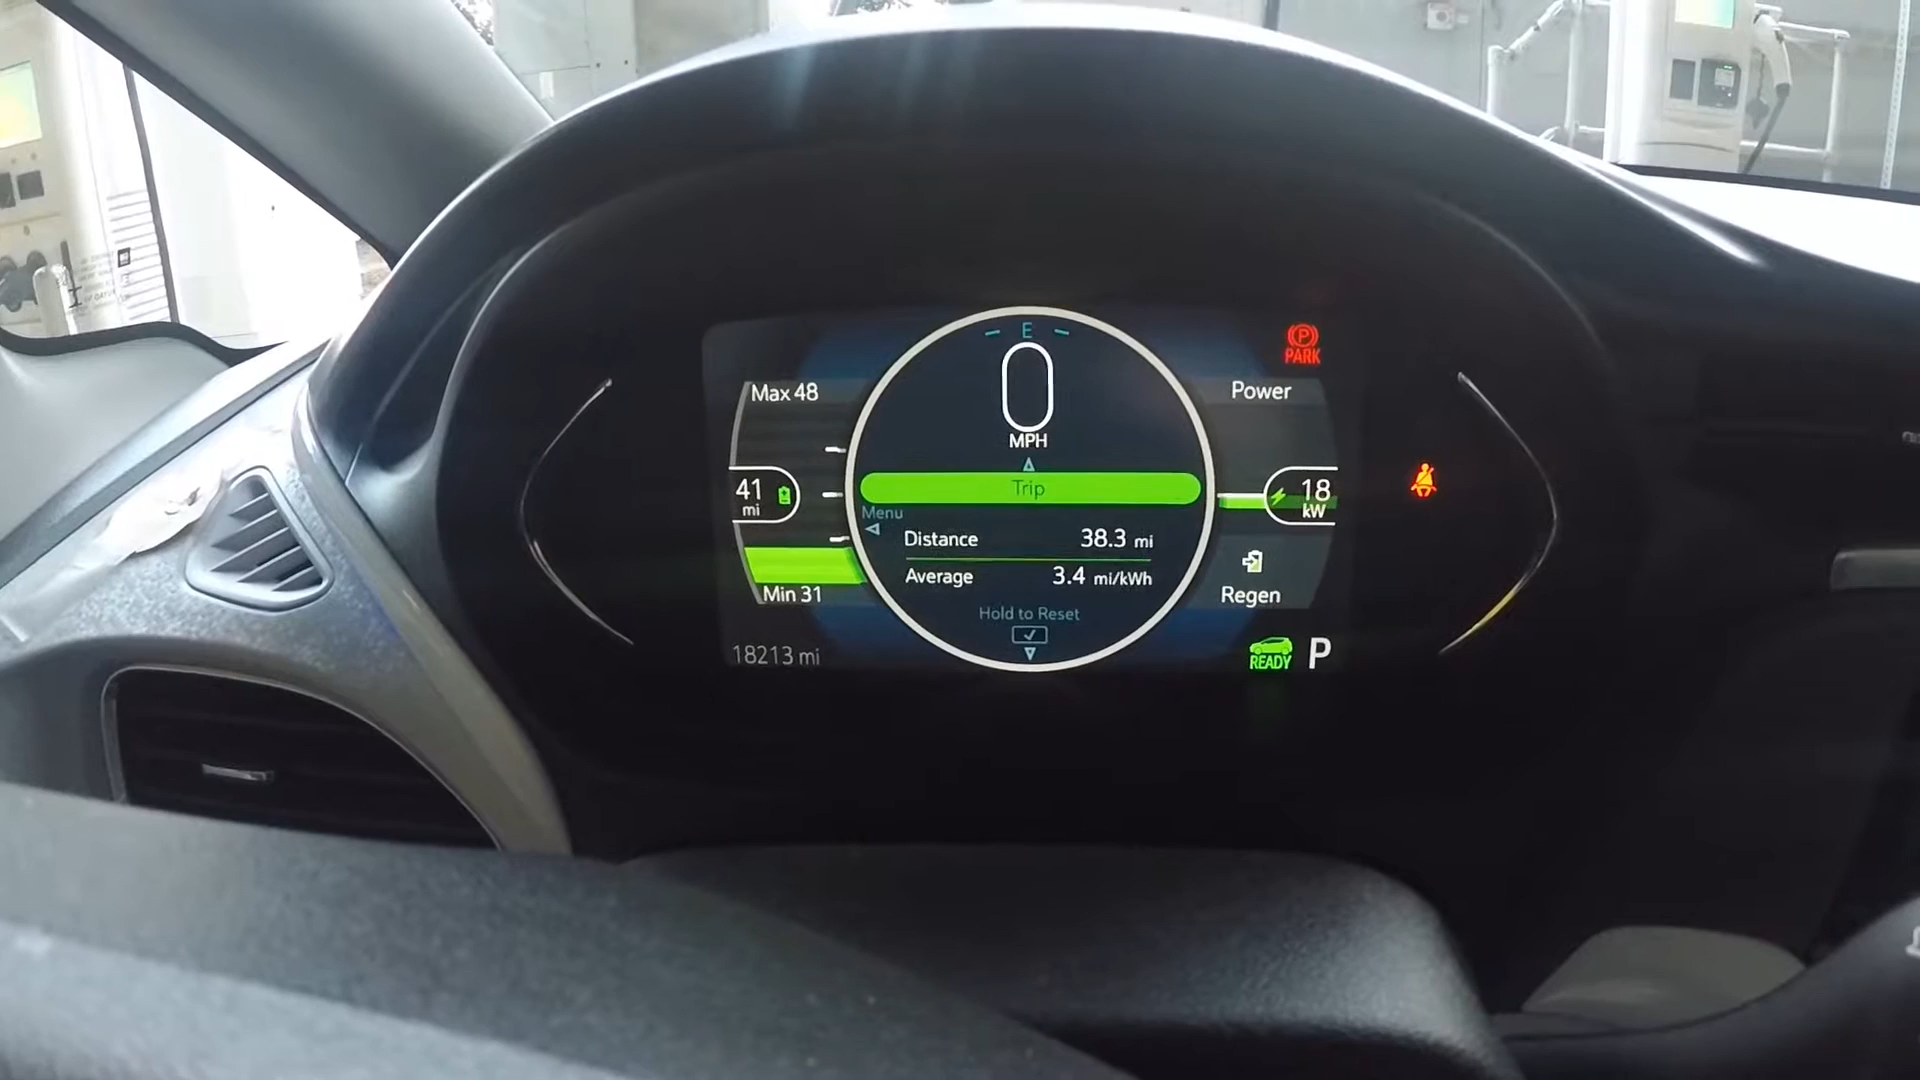 E
PARK
Max 48
0
MPH
Power
41
mi
Trip
18
kW
Menu
Distance 38.3 mi
Average 3.4 mi/kWh
Min 31
Regen
Hold to Reset
18213 mi
READY P